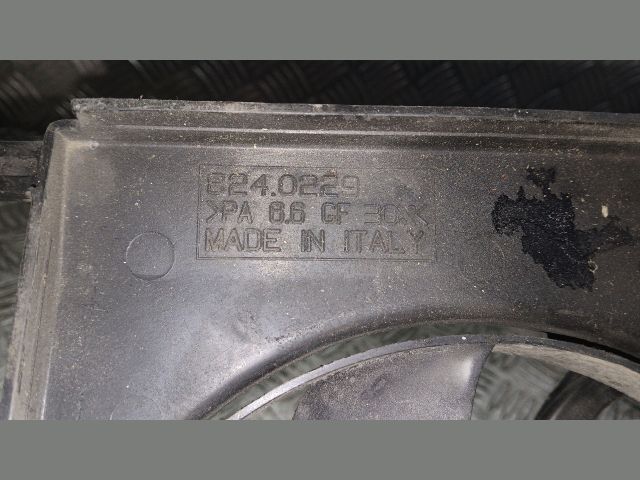 824.0229
>PA 6.6 GF 30%<
MADE IN ITALY